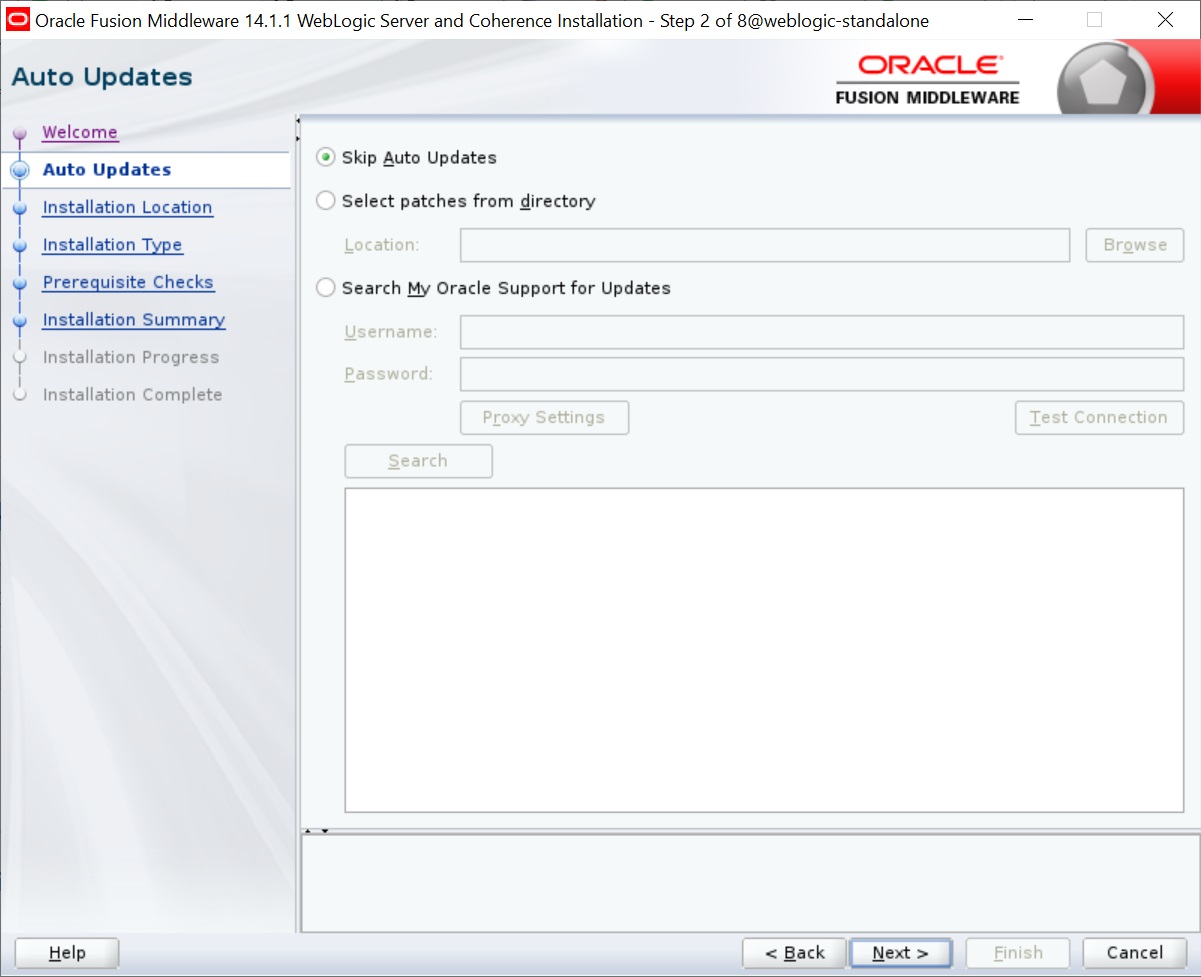 Oracle Fusion Middleware 14.1.1 WebLogic Server and Coherence Installation - Step 2 of 8@weblogic-standalone
Auto Updates
ORACLE
FUSION MIDDLEWARE
Welcome
Auto Updates
Installation Location
Installation Type
Prerequisite Checks
Installation Summary
Installation Progress
Installation Complete
Skip Auto Updates
Select patches from directory
Location:
Browse
Search My Oracle Support for Updates
Username:
Password:
Proxy Settings
Test Connection
Search
Help
< Back
Next >
Finish
Cancel